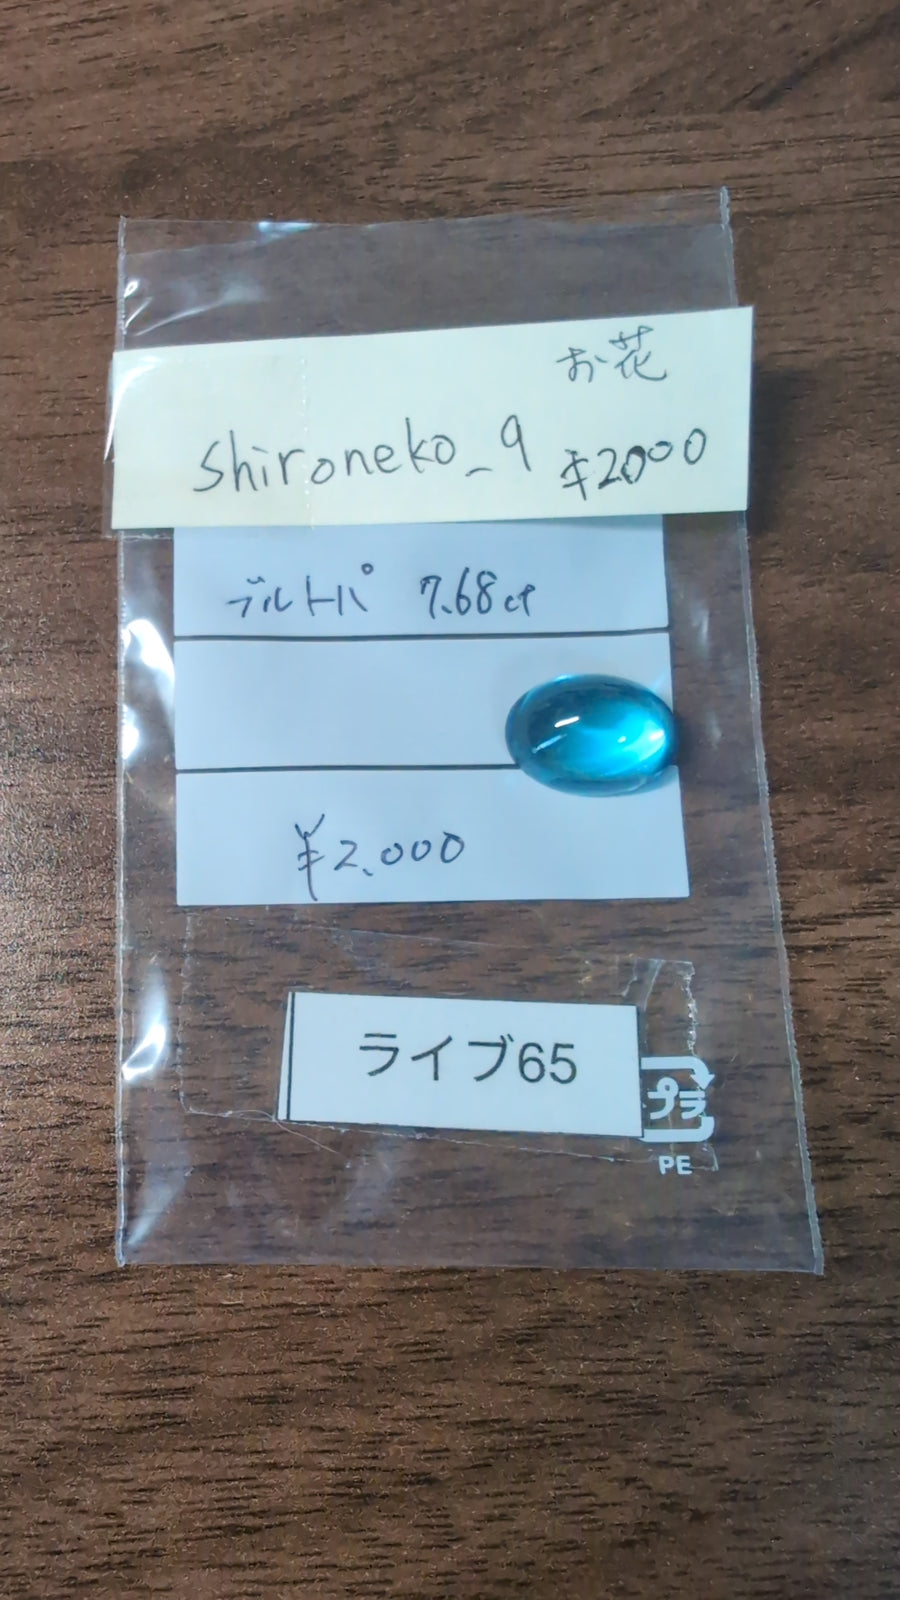 お花
shironeko_9 ¥2000
ブルトパ 7.68ct
¥2.000
ライブ65
プラ
PE